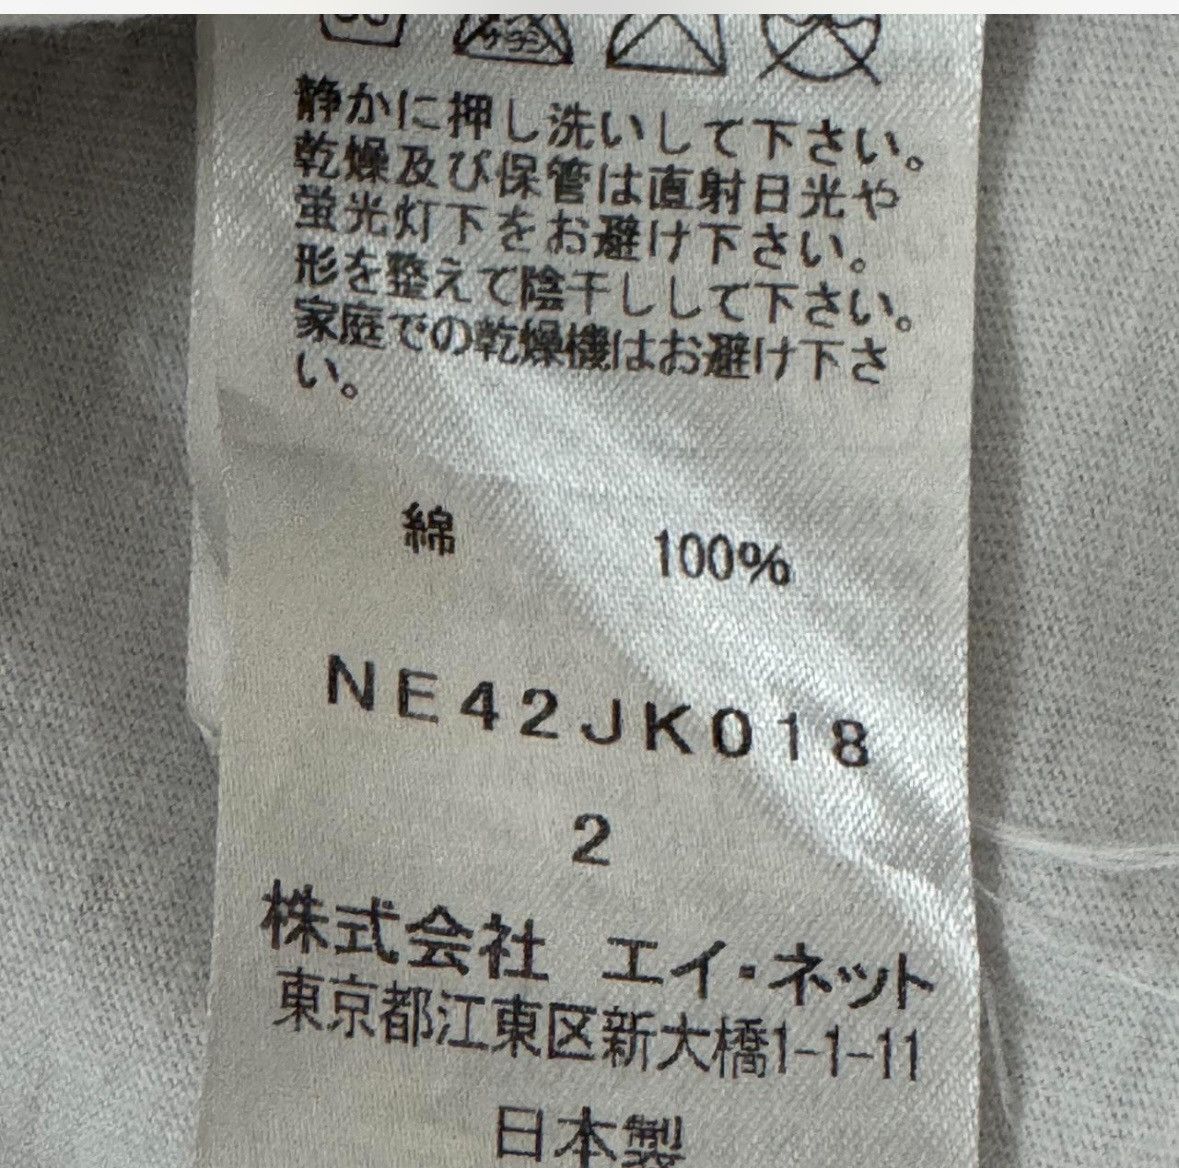 サラシ
静かに押し洗いして下さい。
乾燥及び保管は直射日光や
蛍光灯下をお避け下さい。
形を整えて陰干 しして下さい。
家庭での乾燥機はお避け下さ
い。
綿 100%
NE42JK018
2
株式会社 エイ・ネット
東京都江東区新大橋1-1-11
日本製